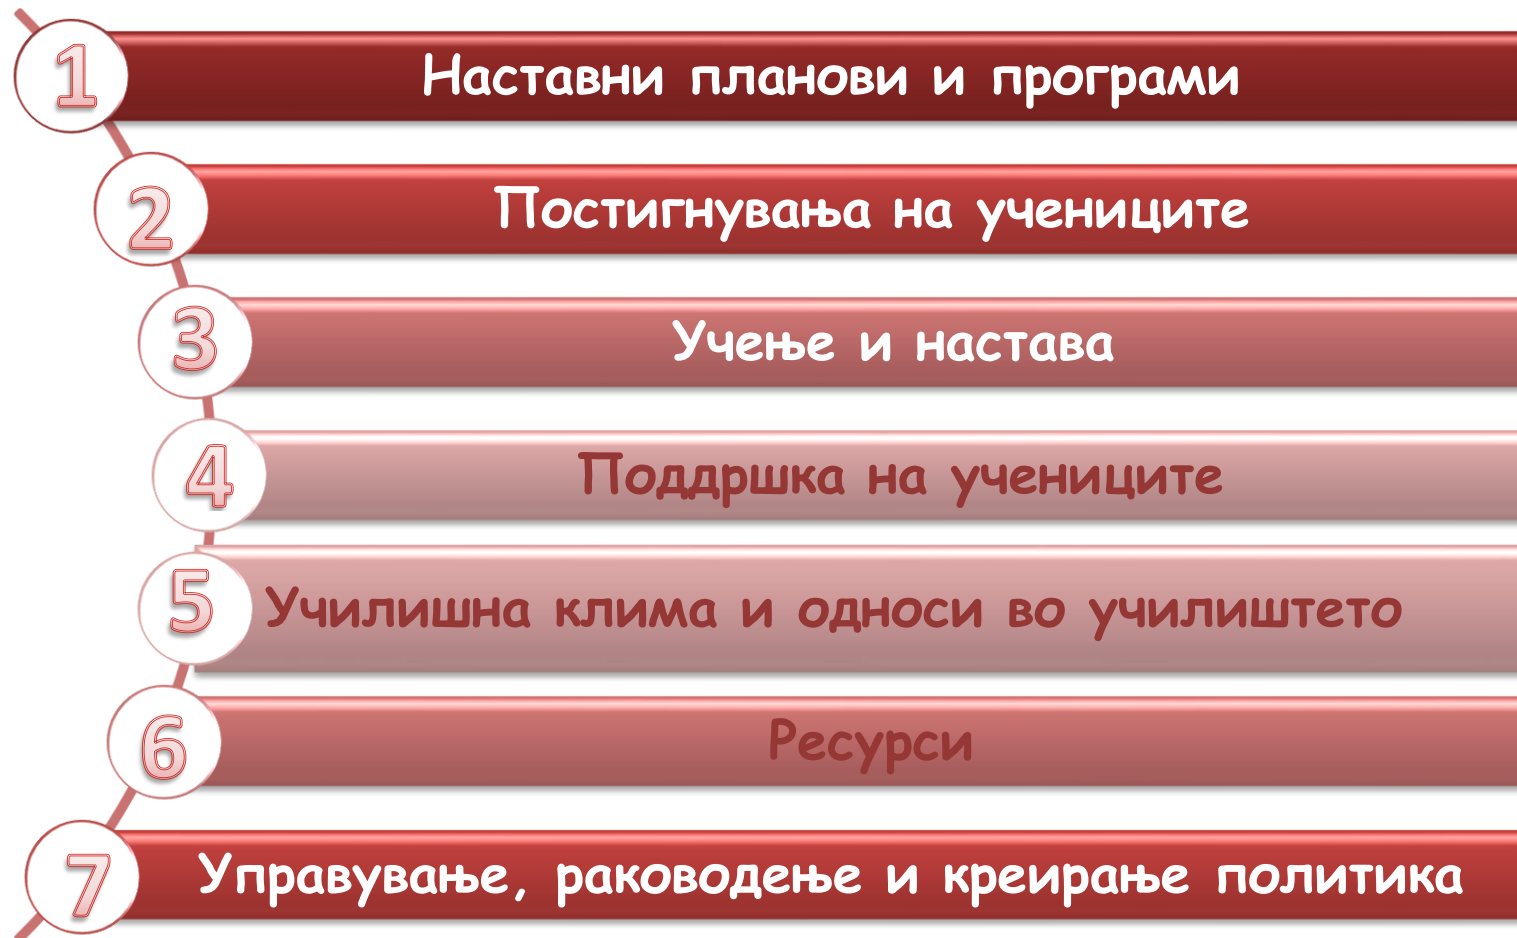 1 Наставни планови и програми
2 Постигнувања на учениците
3 Учење и настава
4 Поддршка на учениците
5 Училишна клима и односи во училиштето
6 Ресурси
7 Управување, раководење и креирање политика